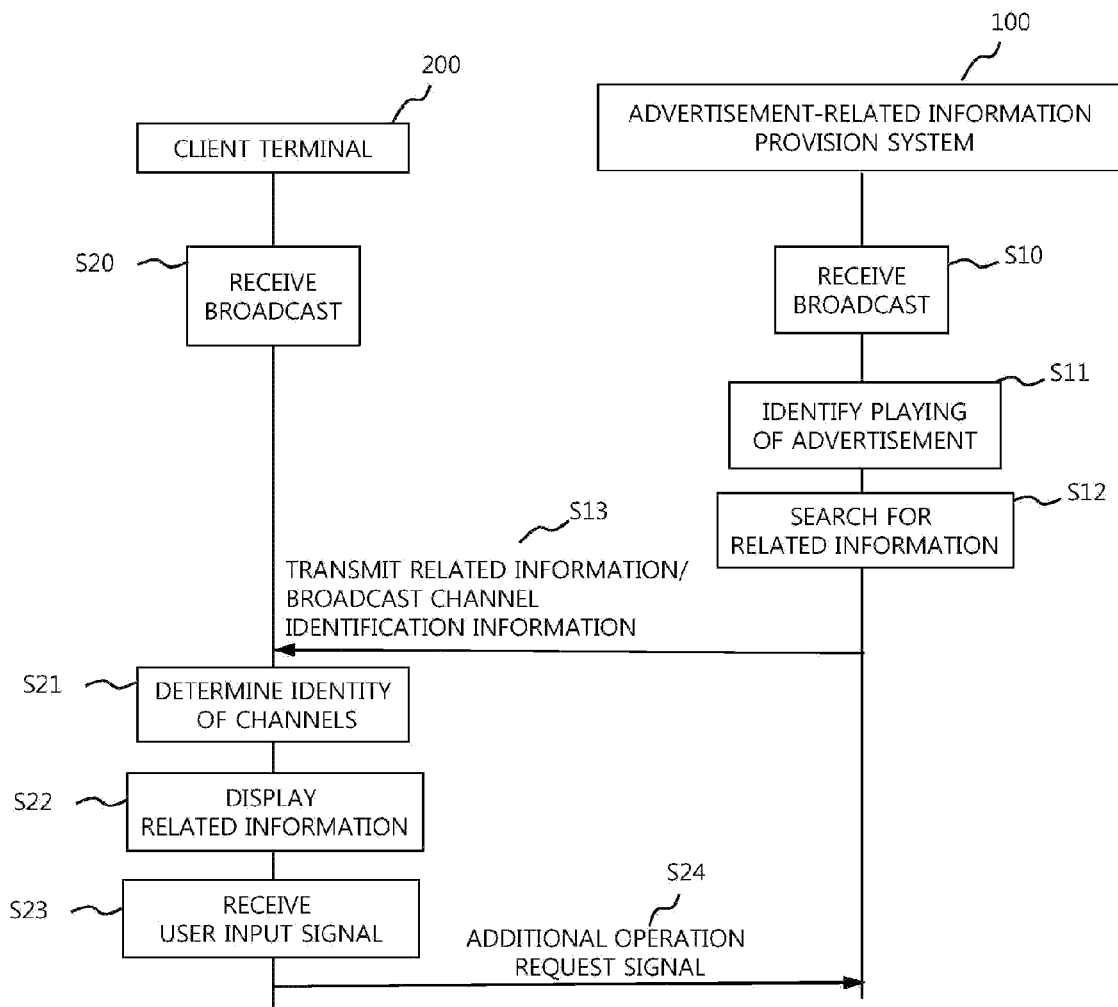 100
200
ADVERTISEMENT-RELATED INFORMATION
PROVISION SYSTEM
CLIENT TERMINAL
S20
RECEIVE
BROADCAST
S10
RECEIVE
BROADCAST
S11
IDENTIFY PLAYING
OF ADVERTISEMENT
S12
SEARCH FOR
RELATED INFORMATION
S13
TRANSMIT RELATED INFORMATION/
BROADCAST CHANNEL
IDENTIFICATION INFORMATION
S21
DETERMINE IDENTITY
OF CHANNELS
S22
DISPLAY
RELATED INFORMATION
S23
RECEIVE
USER INPUT SIGNAL
S24
ADDITIONAL OPERATION
REQUEST SIGNAL